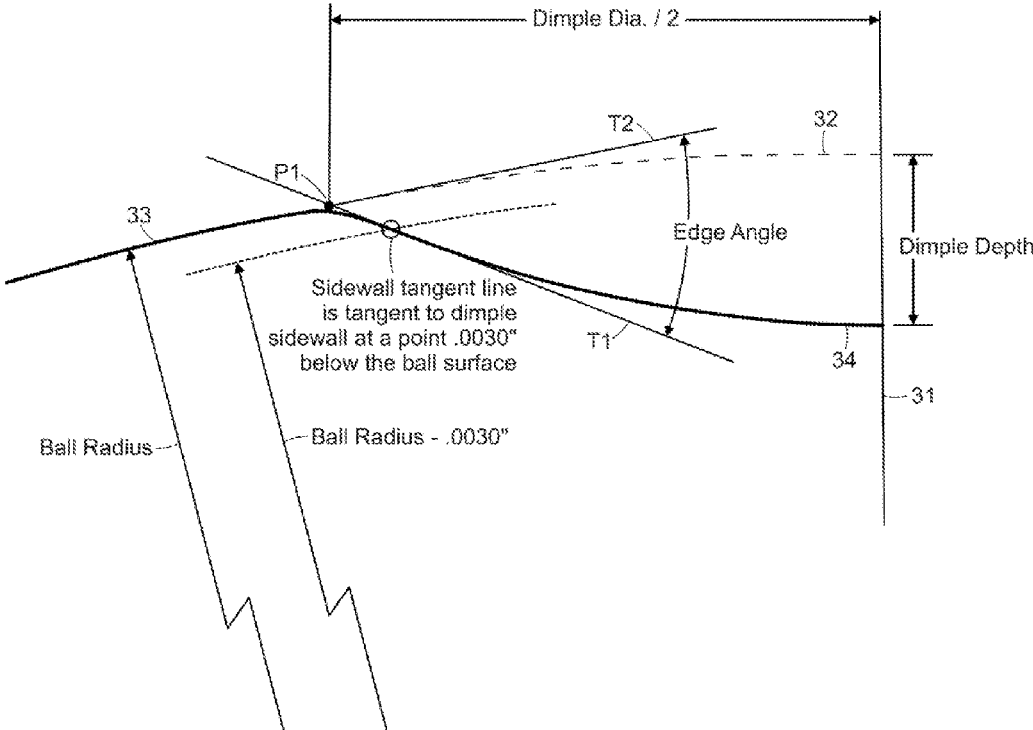 Dimple Dia. / 2
T2
32
P1
33
Edge Angle
Dimple Depth
Sidewall tangent line
is tangent to dimple
sidewall at a point .0030"
below the ball surface
T1
34
31
Ball Radius
Ball Radius - .0030"